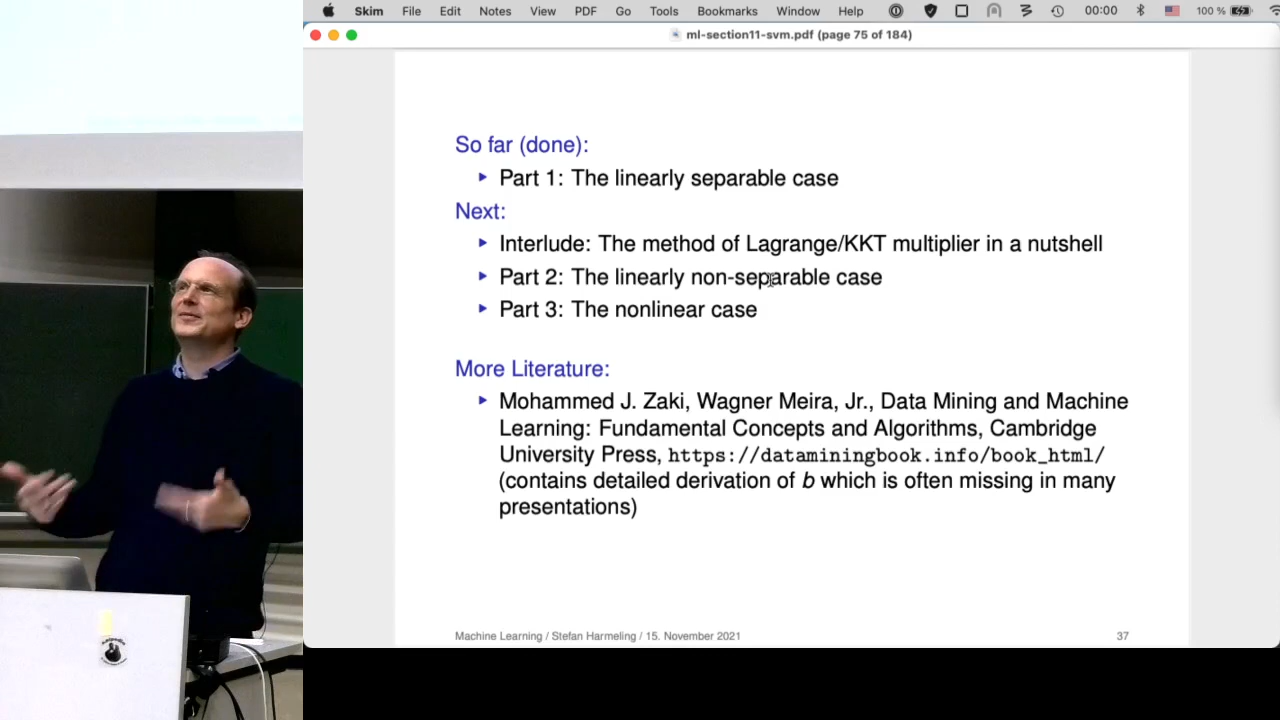 Skim File Edit Notes View PDF Go Tools Bookmarks Window Help 00:00 100 %
ml-section11-svm.pdf (page 75 of 184)
So far (done):
Part 1: The linearly separable case
Next:
Interlude: The method of Lagrange/KKT multiplier in a nutshell
Part 2: The linearly non-separable case
Part 3: The nonlinear case
More Literature:
Mohammed J. Zaki, Wagner Meira, Jr., Data Mining and Machine
Learning: Fundamental Concepts and Algorithms, Cambridge
University Press, https://dataminingbook.info/book_html/
(contains detailed derivation of b which is often missing in many
presentations)
Machine Learning / Stefan Harmeling / 15. November 2021 37